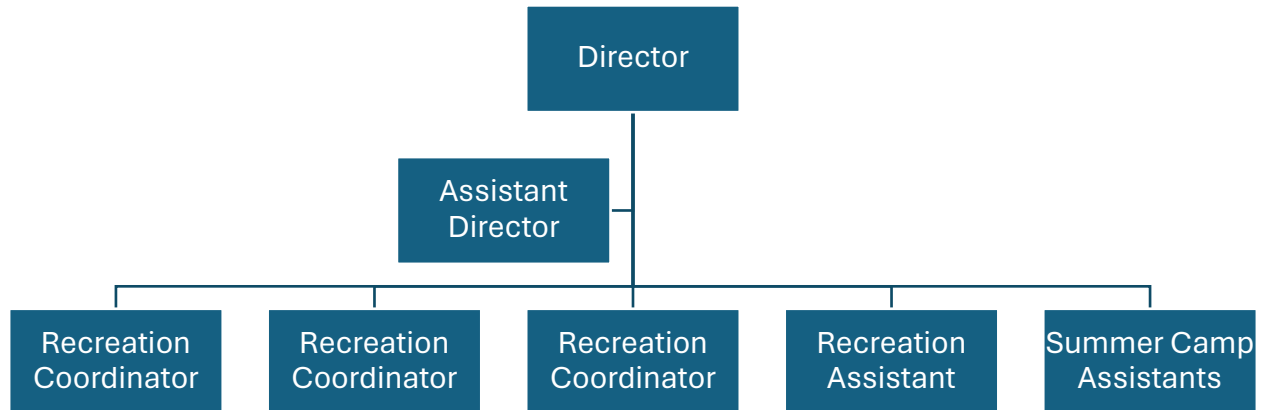 Director
Assistant
Director
Recreation
Coordinator
Recreation
Coordinator
Recreation
Coordinator
Recreation
Assistant
Summer Camp
Assistants